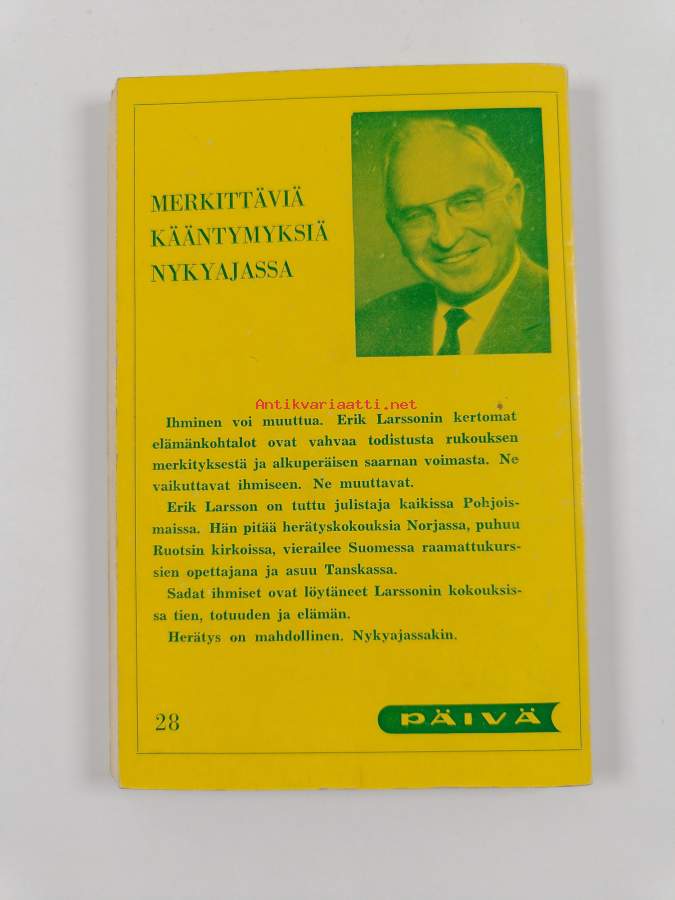 MERKITTÄVIÄ
KÄÄNTYMYKSIÄ
NYKYAJASSA
Antikvariaatti.net
Ihminen voi muuttua. Erik Larssonin kertomat
elämänkohtalot ovat vahvaa todistusta rukouksen
merkityksestä ja alkuperäisen saarnan voimasta. Ne
vaikuttavat ihmiseen. Ne muuttavat.
Erik Larsson on tuttu julistaja kaikissa Pohjois-
maissa. Hän pitää herätyskokouksia Norjassa, puhuu
Ruotsin kirkoissa, vierailee Suomessa raamattukurs-
sien opettajana ja asuu Tanskassa.
Sadat ihmiset ovat löytäneet Larssonin kokouksis-
sa tien, totuuden ja elämän.
Herätys on mahdollinen. Nykyajassakin.
28
PÄIVÄ